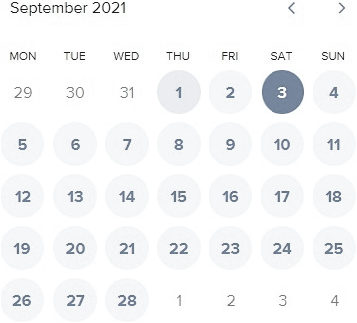 September 2021
MON TUE WED THU FRI SAT SUN
29 30 31 1 2 3 4
5 6 7 8 9 10 11
12 13 14 15 16 17 18
19 20 21 22 23 24 25
26 27 28 1 2 3 4